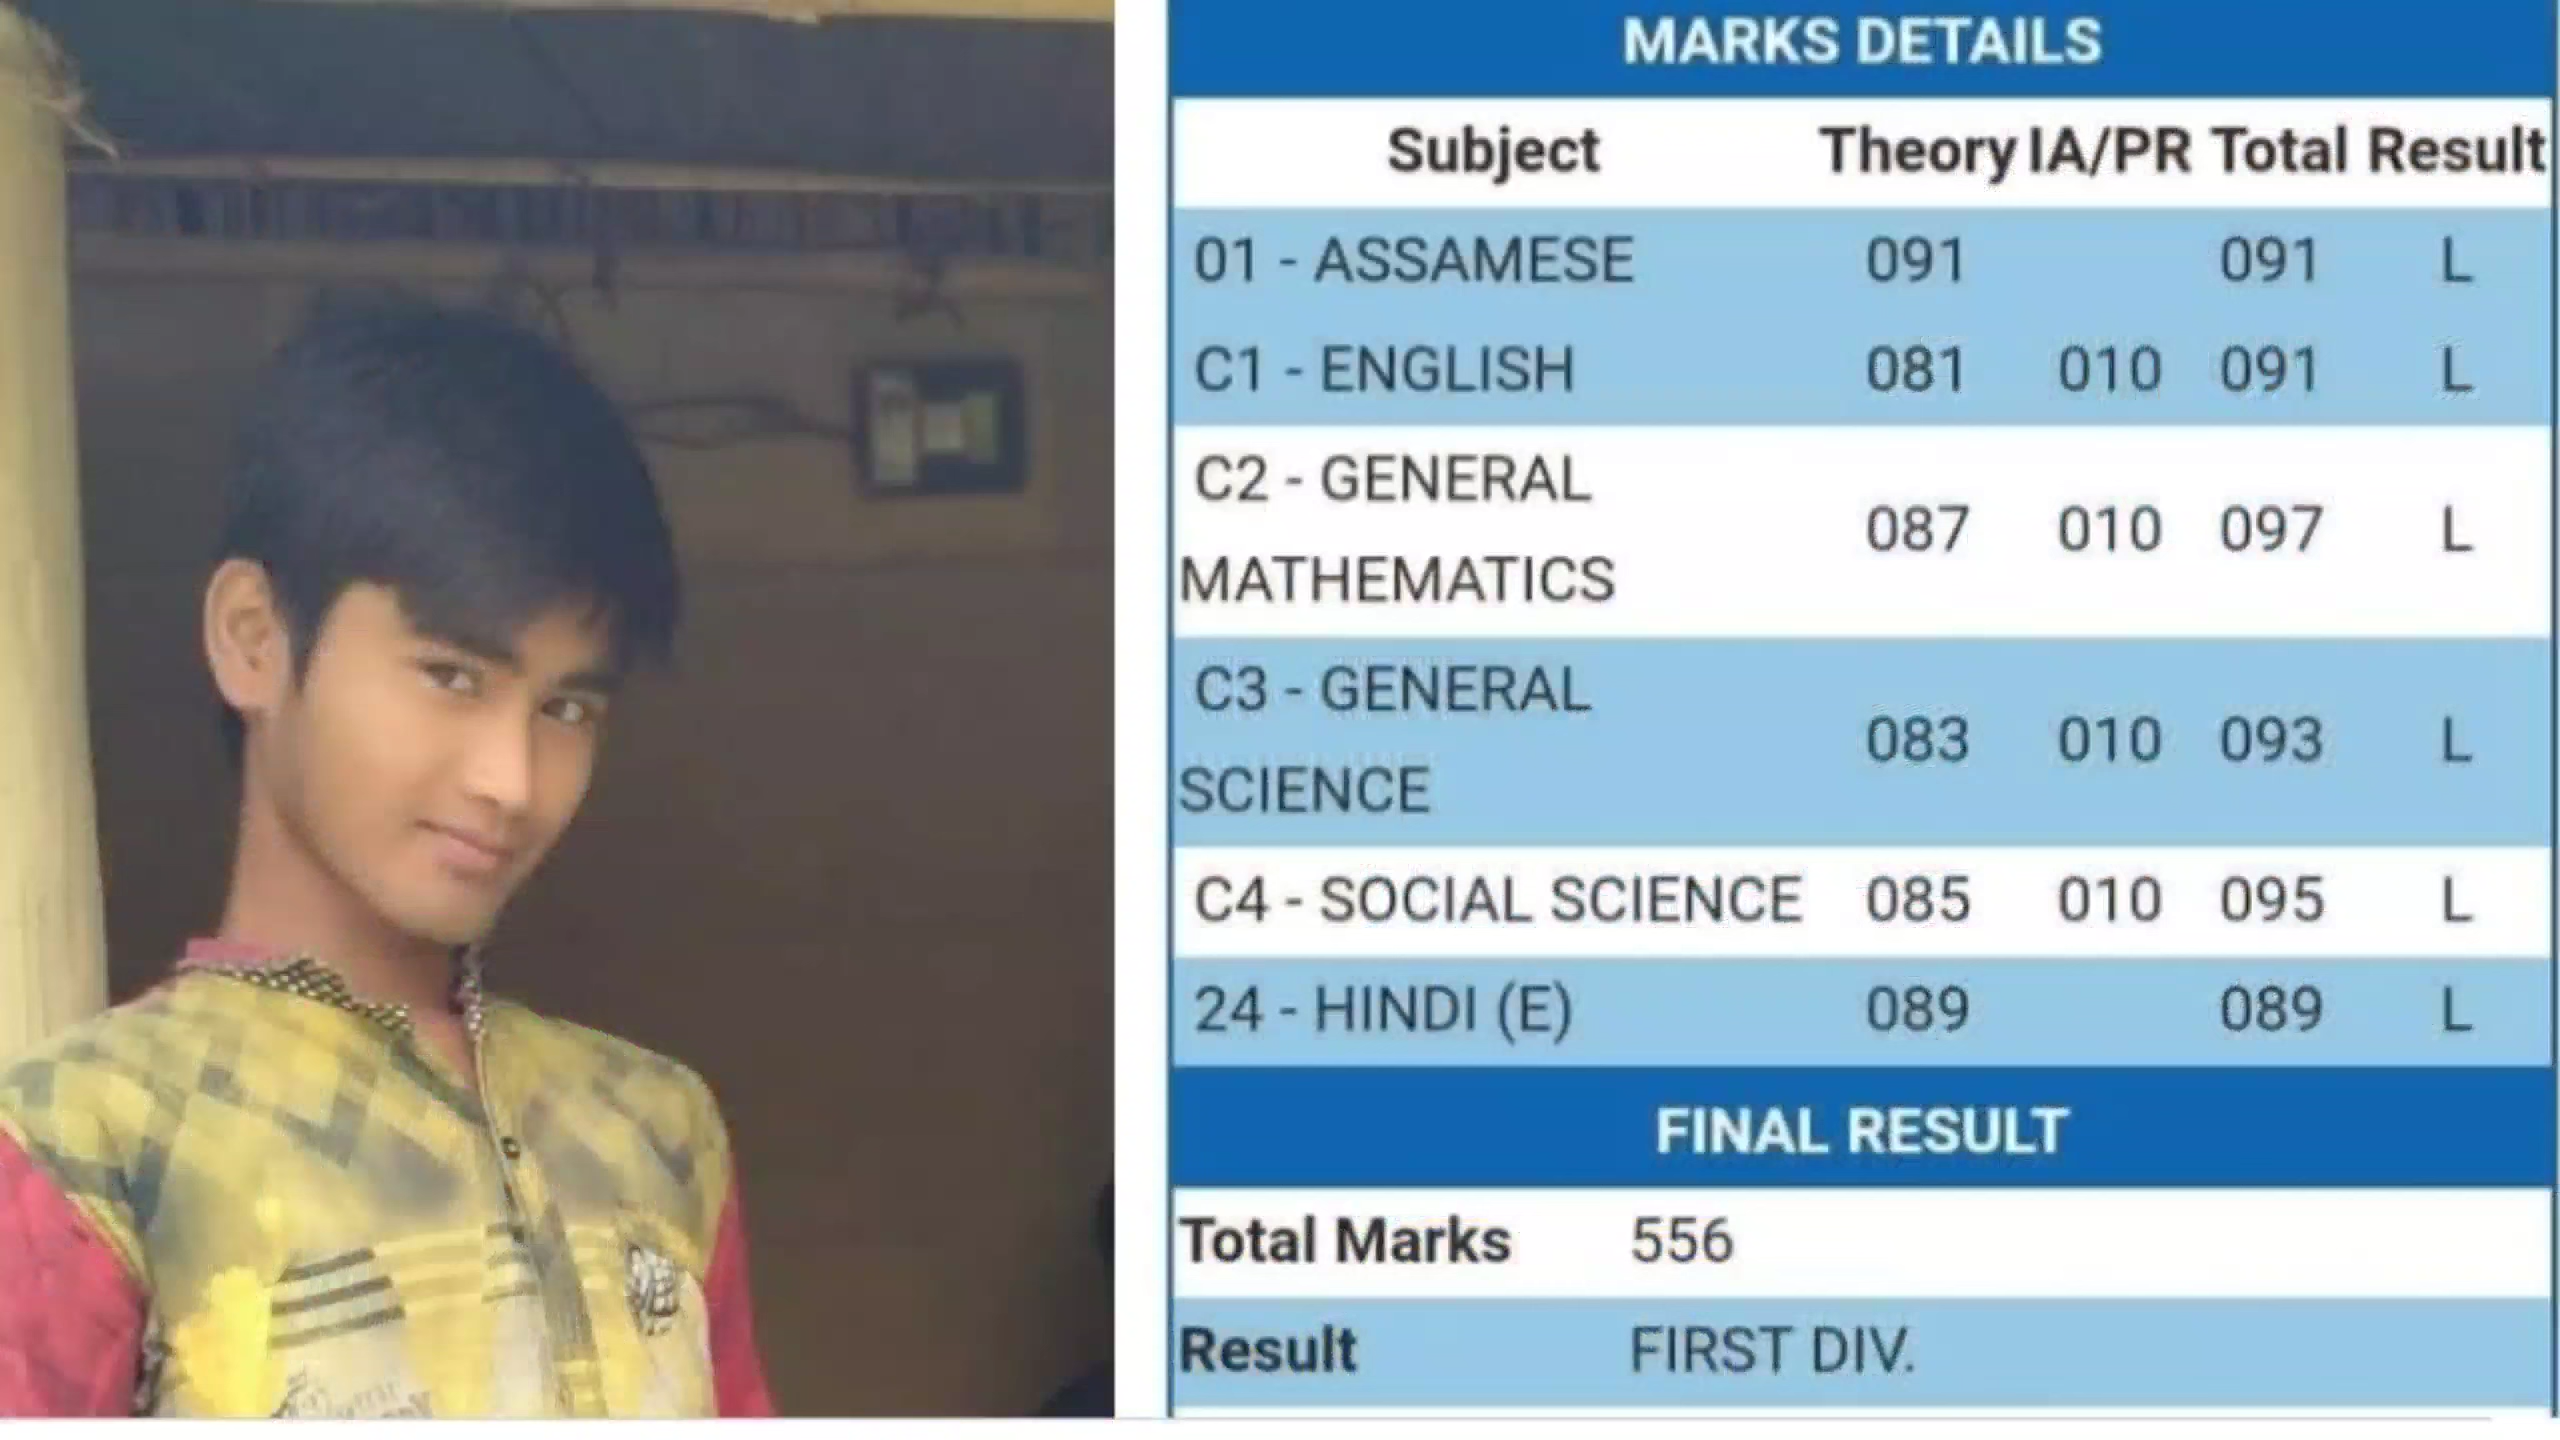 MARKS DETAILS
Subject Theory IA/PR Total Result
01 - ASSAMESE 091 091 L
C1 - ENGLISH 081 010 091 L
C2 - GENERAL
MATHEMATICS 087 010 097 L
C3 - GENERAL
SCIENCE 083 010 093 L
C4 - SOCIAL SCIENCE 085 010 095 L
24 - HINDI (E) 089 089 L
FINAL RESULT
Total Marks 556
Result FIRST DIV.